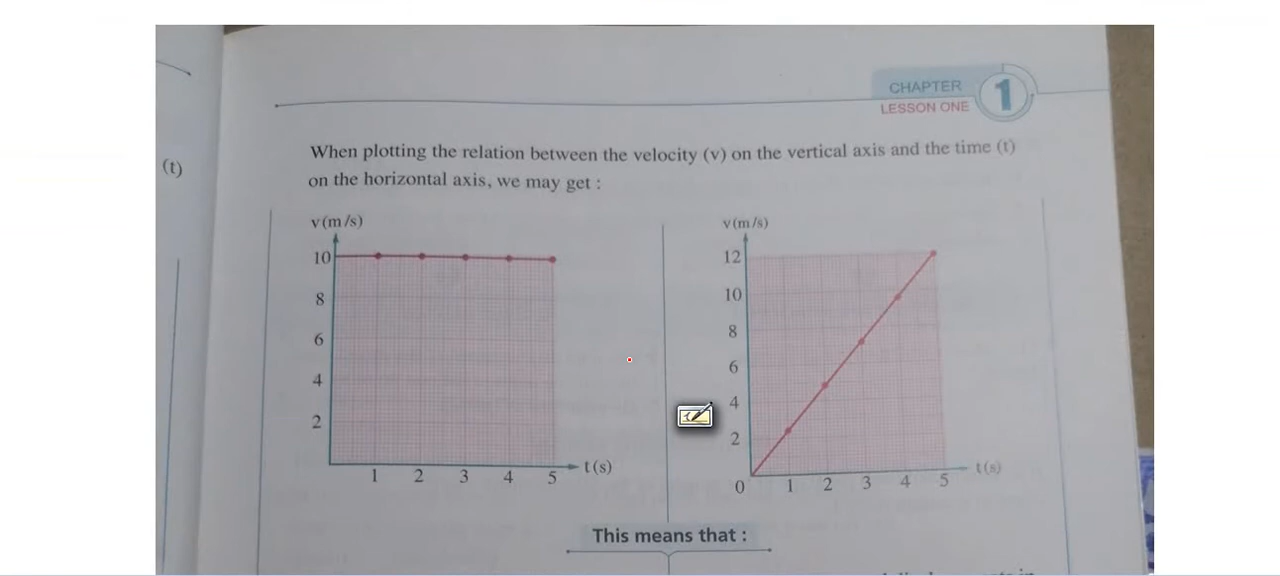 CHAPTER
1
LESSON ONE
(t)
When plotting the relation between the velocity (v) on the vertical axis and the time (t)
on the horizontal axis, we may get :
v(m/s)
10
8
6
4
2
1 2 3 4 5
t(s)
v(m/s)
12
10
8
6
4
2
0 1 2 3 4 5
t(s)
This means that :